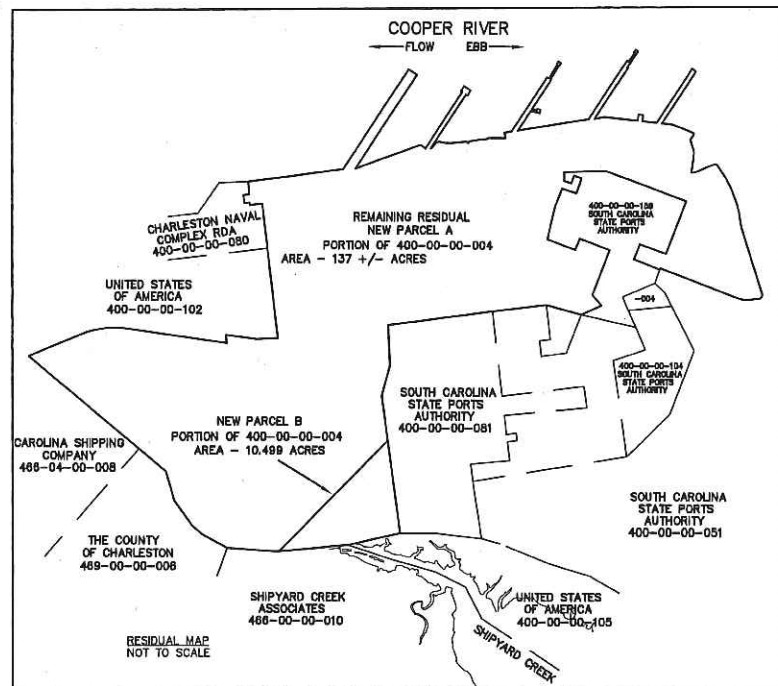 COOPER RIVER
FLOW EBB
400-00-00-156
SOUTH CAROLINA
STATE PORTS
AUTHORITY
CHARLESTON NAVAL
COMPLEX RDA
400-00-00-080
REMAINING RESIDUAL
NEW PARCEL A
PORTION OF 400-00-00-004
AREA - 137 +/- ACRES
UNITED STATES
OF AMERICA
400-00-00-102
-004
400-00-00-104
SOUTH CAROLINA
STATE PORTS
AUTHORITY
SOUTH CAROLINA
STATE PORTS
AUTHORITY
400-00-00-081
NEW PARCEL B
PORTION OF 400-00-00-004
AREA - 10.499 ACRES
CAROLINA SHIPPING
COMPANY
466-04-00-008
SOUTH CAROLINA
STATE PORTS
AUTHORITY
400-00-00-051
THE COUNTY
OF CHARLESTON
469-00-00-006
SHIPYARD CREEK
ASSOCIATES
466-00-00-010
UNITED STATES
OF AMERICA
400-00-00-105
SHIPYARD CREEK
RESIDUAL MAP
NOT TO SCALE